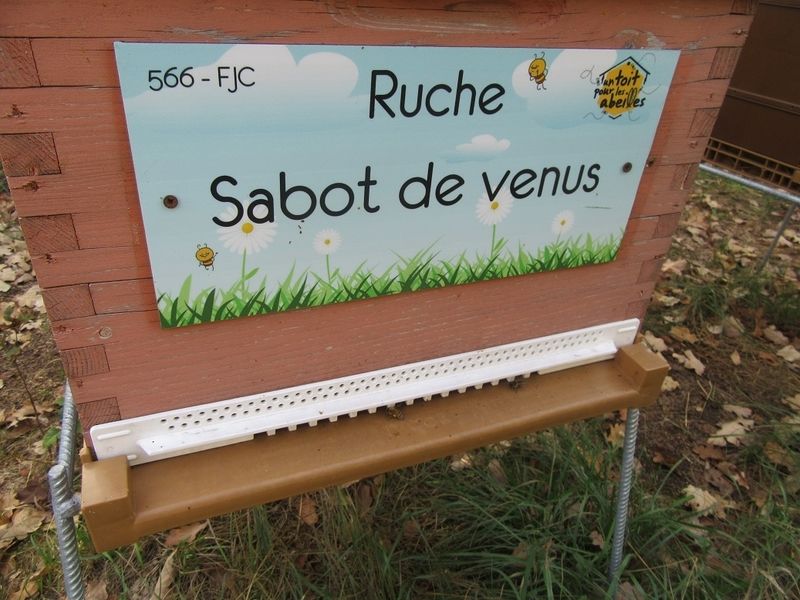 566 - FJC
Ruche
Sabot de venus
Un toit
pour les
abeilles